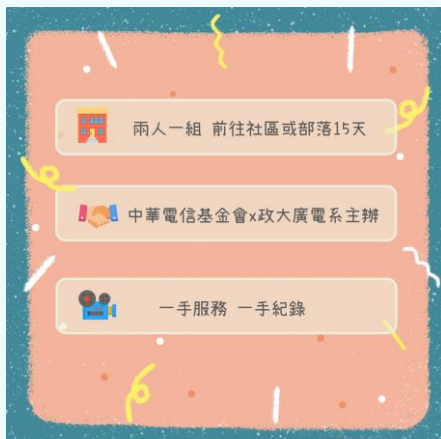 兩人一組 前往社區或部落15天
中華電信基金會x政大廣電系主辦
一手服務 一手紀錄